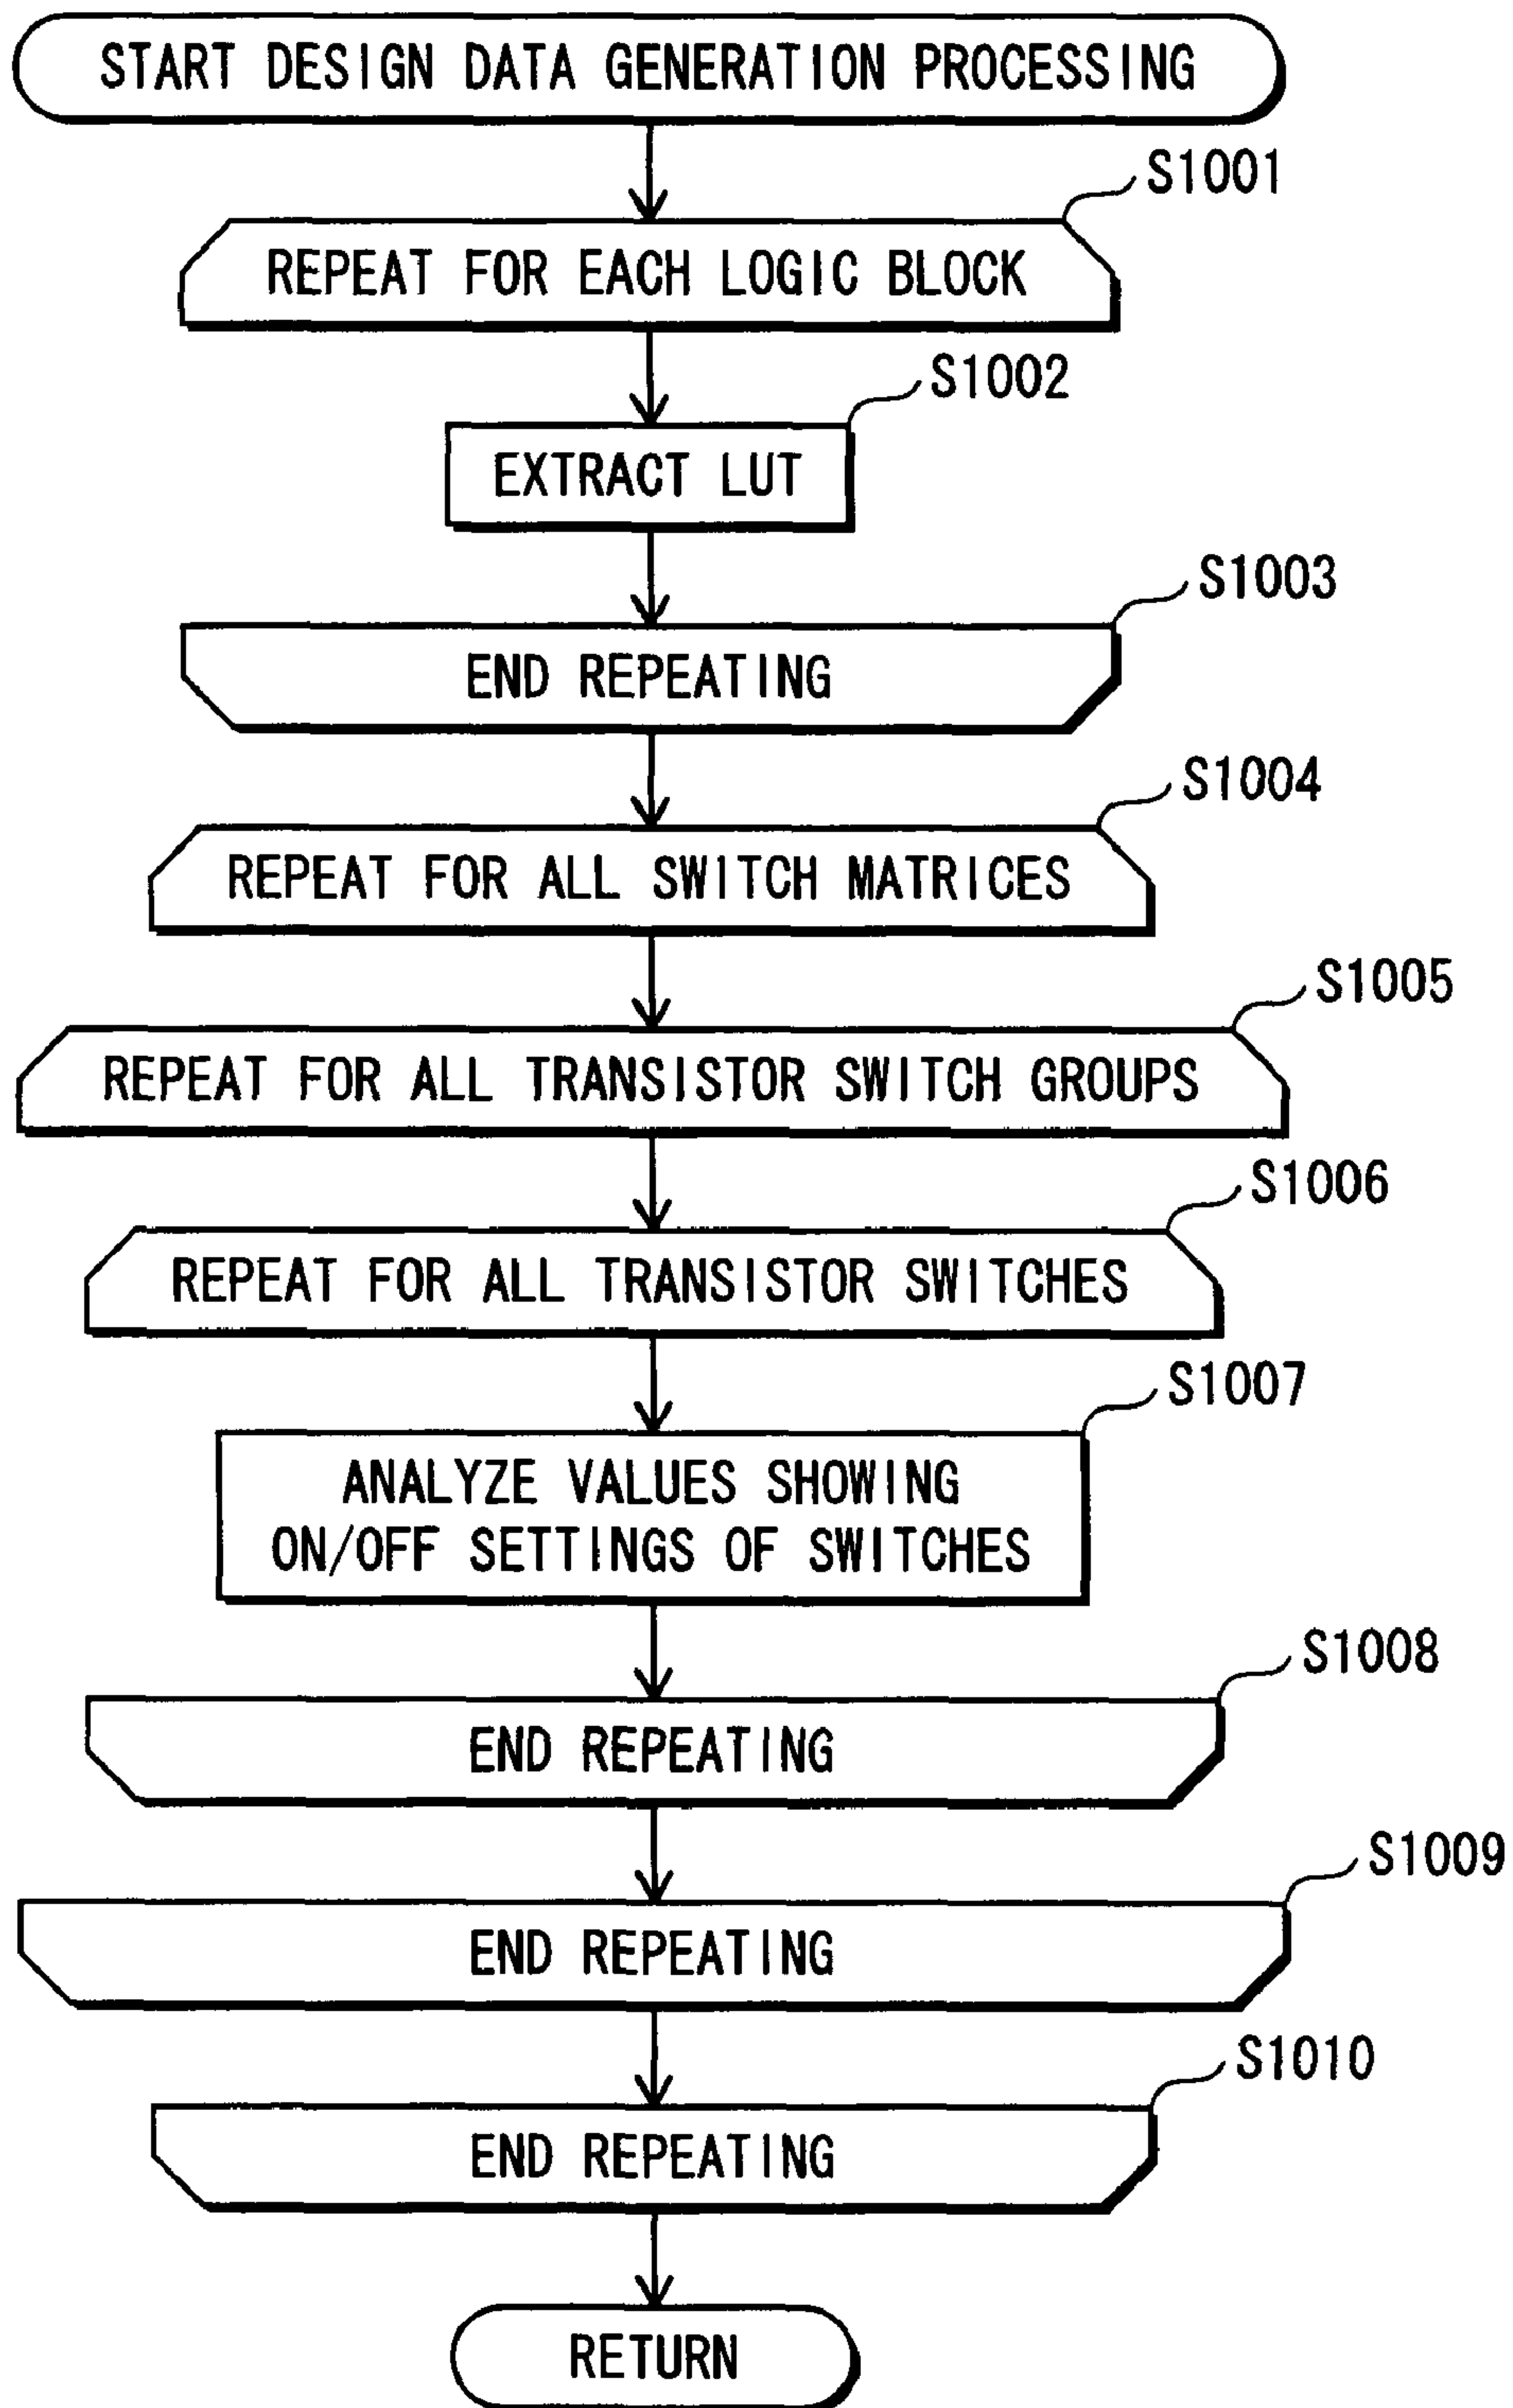 START DESIGN DATA GENERATION PROCESSING
S1001
REPEAT FOR EACH LOGIC BLOCK
S1002
EXTRACT LUT
S1003
END REPEATING
S1004
REPEAT FOR ALL SWITCH MATRICES
S1005
REPEAT FOR ALL TRANSISTOR SWITCH GROUPS
S1006
REPEAT FOR ALL TRANSISTOR SWITCHES
S1007
ANALYZE VALUES SHOWING
ON/OFF SETTINGS OF SWITCHES
S1008
END REPEATING
S1009
END REPEATING
S1010
END REPEATING
RETURN